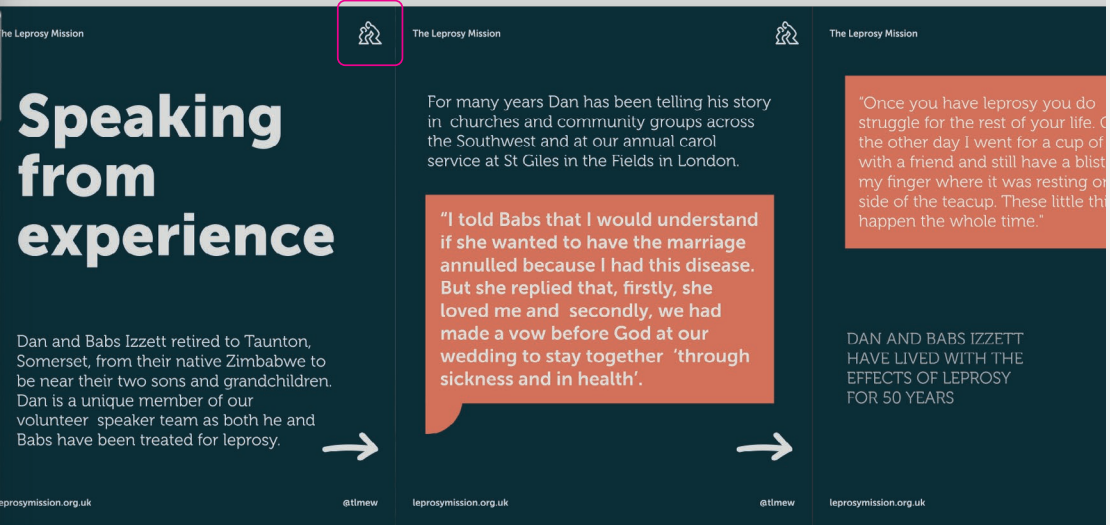 The Leprosy Mission
Speaking
from
experience
Dan and Babs Izzett retired to Taunton,
Somerset, from their native Zimbabwe to
be near their two sons and grandchildren.
Dan is a unique member of our
volunteer speaker team as both he and
Babs have been treated for leprosy.
leprosymission.org.uk
@tlmew
The Leprosy Mission
For many years Dan has been telling his story
in churches and community groups across
the Southwest and at our annual carol
service at St Giles in the Fields in London.
“I told Babs that I would understand
if she wanted to have the marriage
annulled because I had this disease.
But she replied that, firstly, she
loved me and secondly, we had
made a vow before God at our
wedding to stay together ‘through
sickness and in health’.
leprosymission.org.uk
@tlmew
The Leprosy Mission
"Once you have leprosy you do
struggle for the rest of your life.
the other day I went for a cup of
with a friend and still have a
my finger where it was resting
side of the teacup. These little
happen the whole time."
DAN AND BABS IZZETT
HAVE LIVED WITH THE
EFFECTS OF LEPROSY
FOR 50 YEARS
leprosymission.org.uk